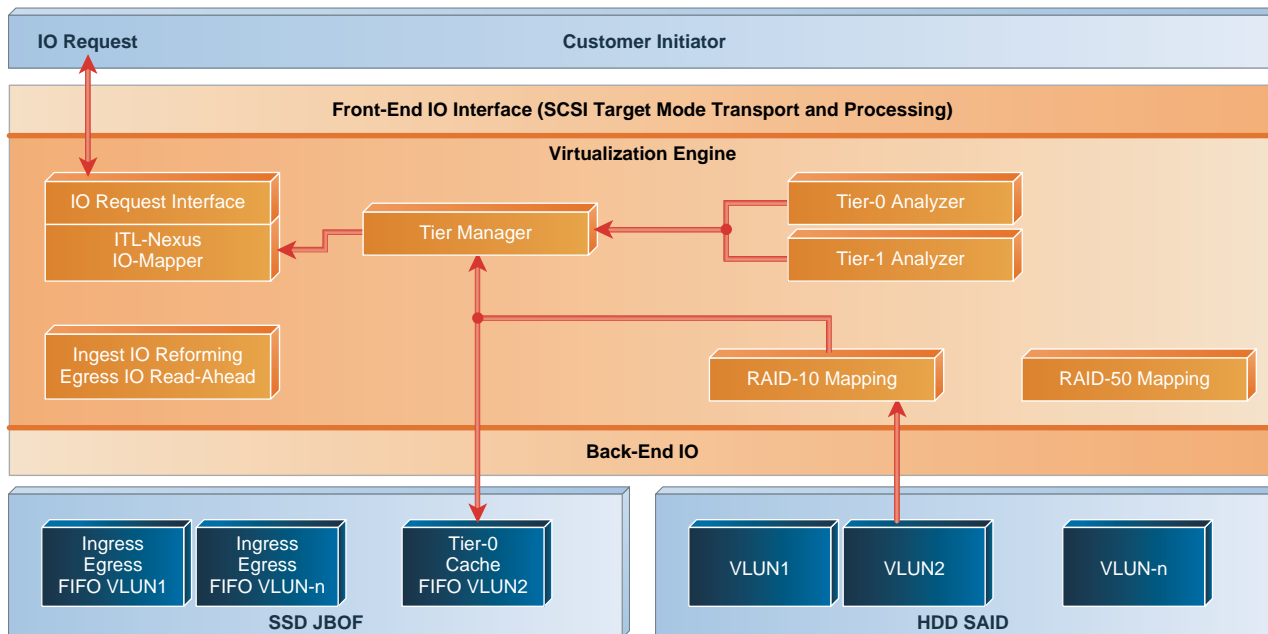 IO Request
Customer Initiator
Front-End IO Interface (SCSI Target Mode Transport and Processing)
Virtualization Engine
IO Request Interface
ITL-Nexus
IO-Mapper
Tier Manager
Tier-0 Analyzer
Tier-1 Analyzer
Ingest IO Reforming
Egress IO Read-Ahead
RAID-10 Mapping
RAID-50 Mapping
Back-End IO
Ingress
Egress
FIFO VLUN1
Ingress
Egress
FIFO VLUN-n
Tier-0
Cache
FIFO VLUN2
SSD JBOF
VLUN1
VLUN2
VLUN-n
HDD SAID